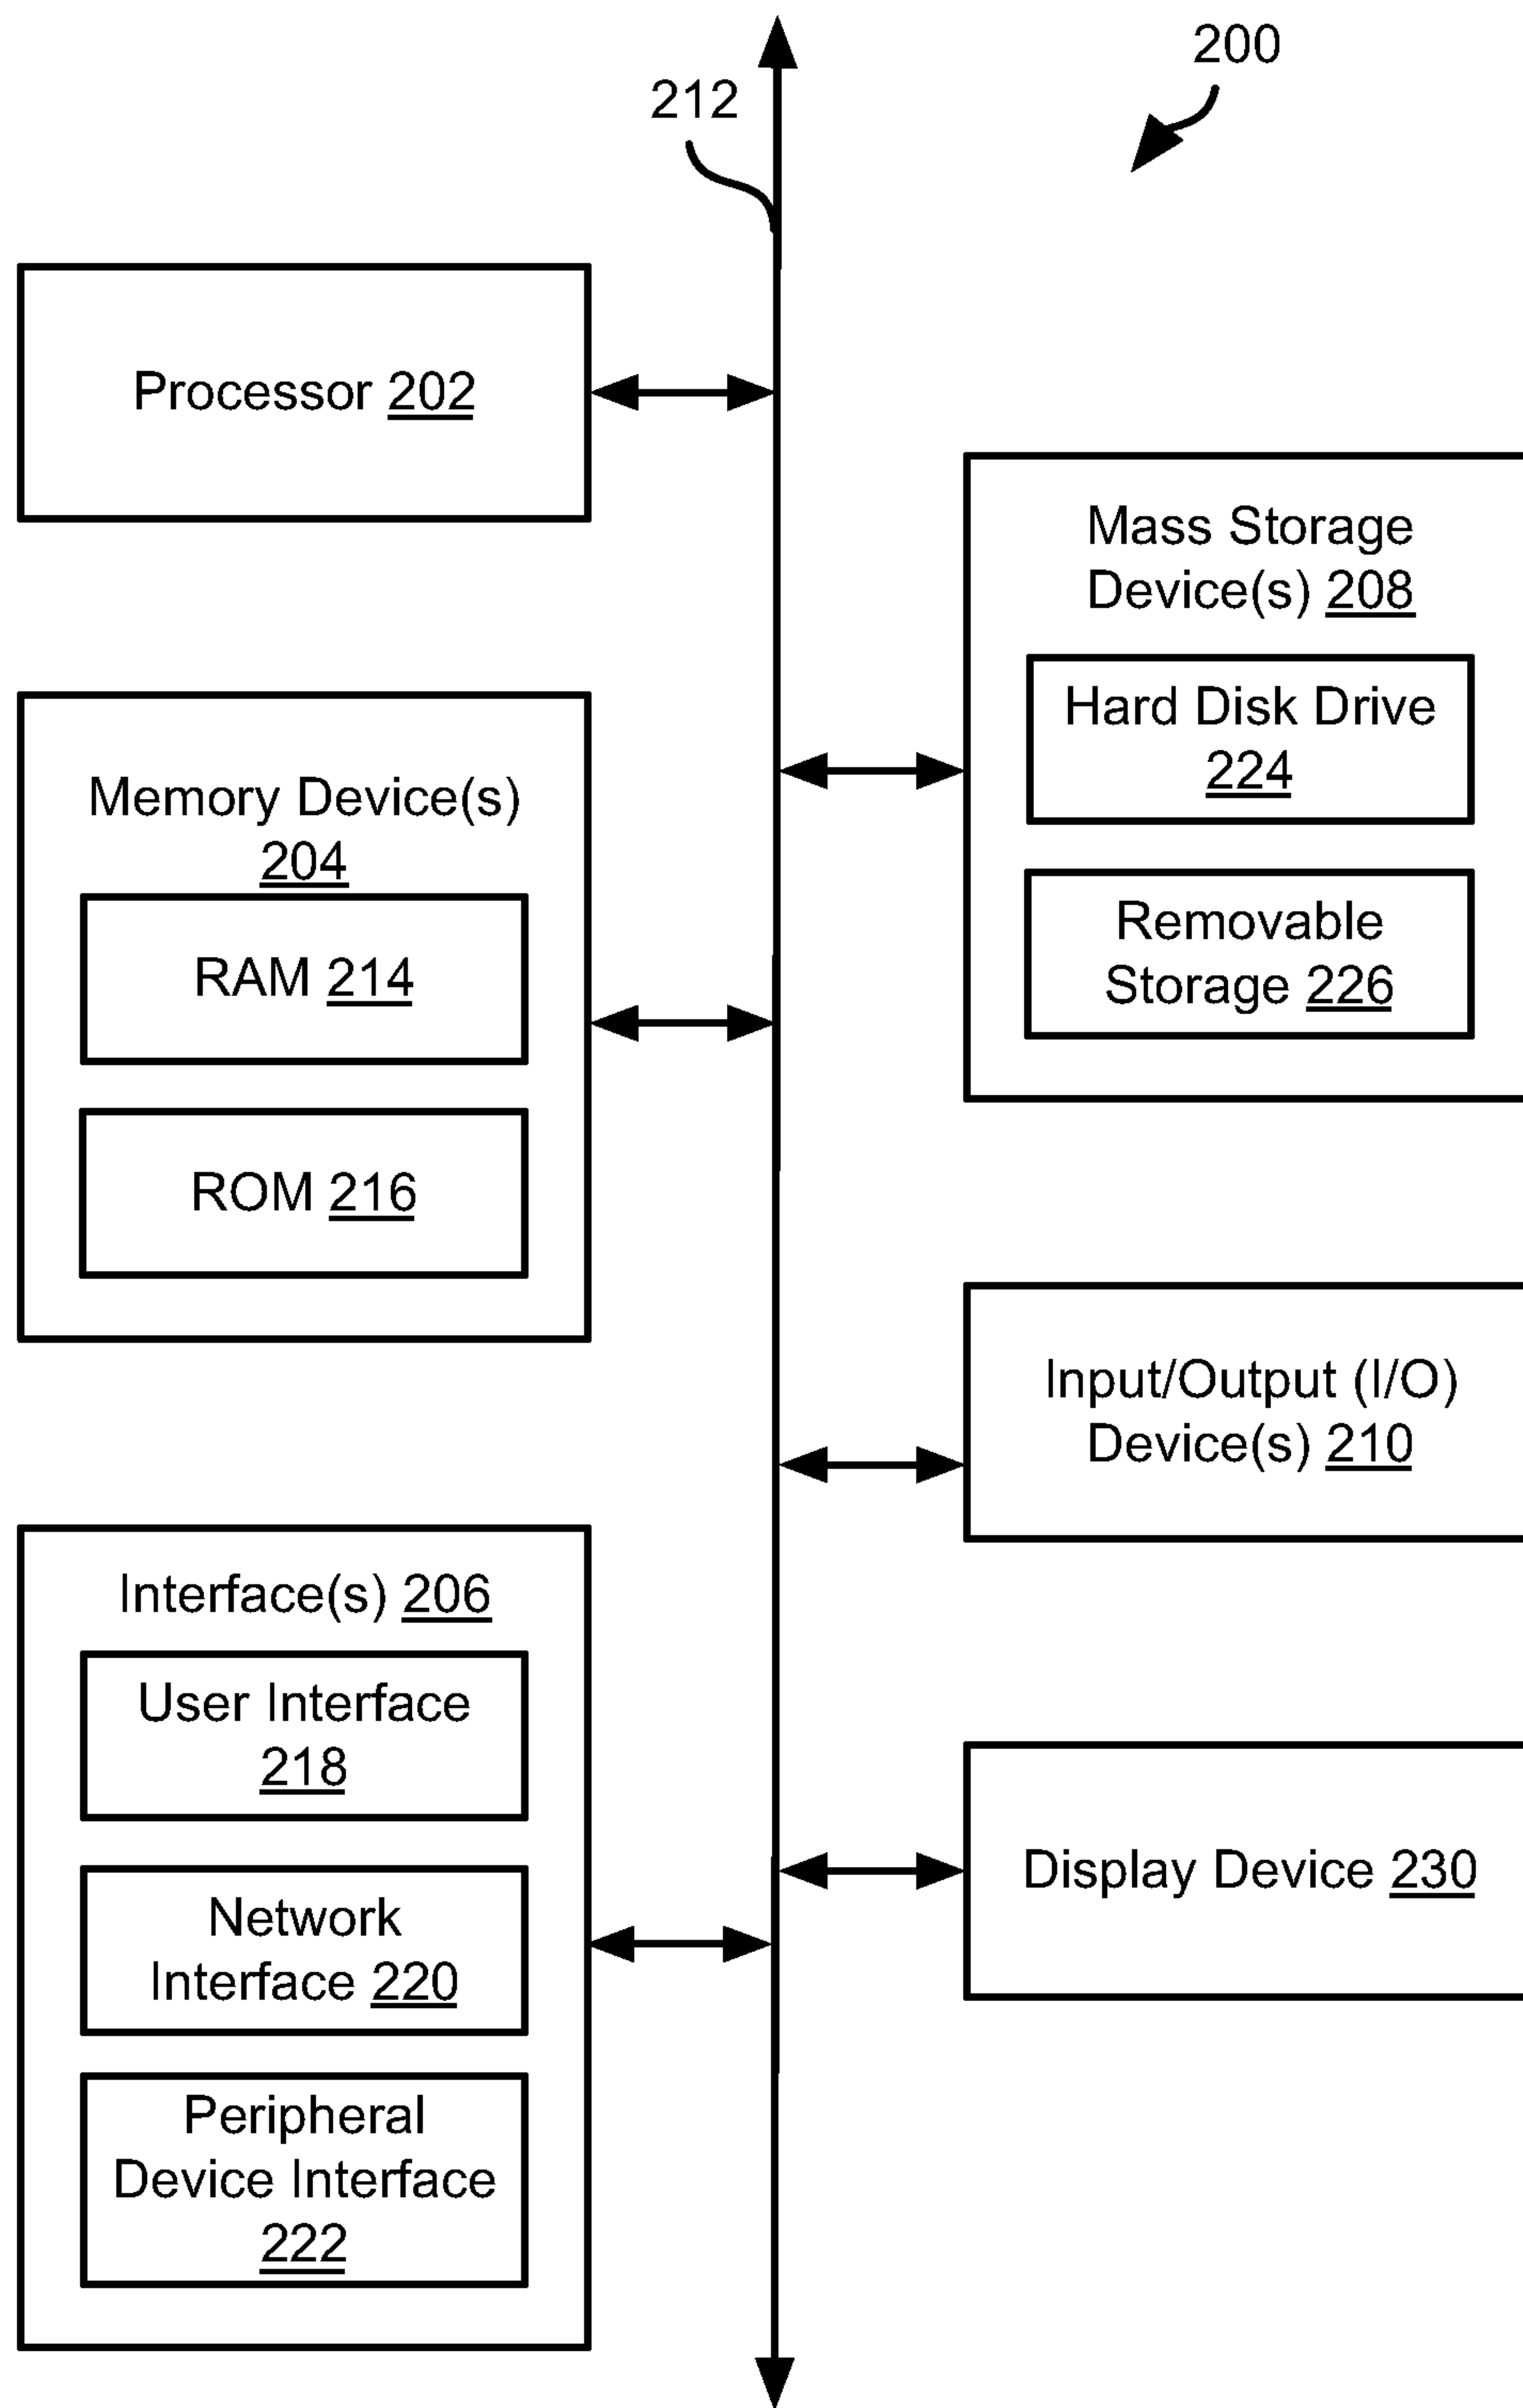 200
212
Processor 202
Memory Device(s)
204
RAM 214
ROM 216
Interface(s) 206
User Interface
218
Network
Interface 220
Peripheral
Device Interface
222
Mass Storage
Device(s) 208
Hard Disk Drive
224
Removable
Storage 226
Input/Output (I/O)
Device(s) 210
Display Device 230